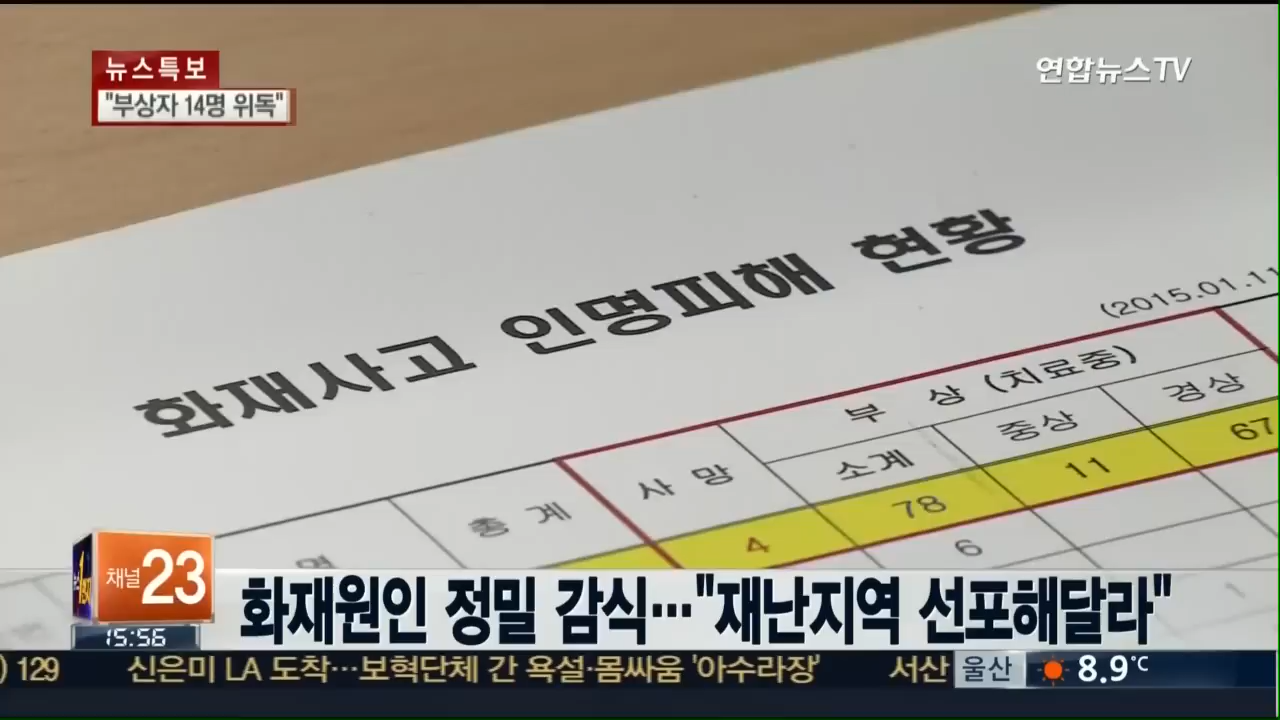 뉴스특보
"부상자 14명 위독"
연합뉴스TV
화재사고 인명피해 현황
(2015.01.11
총 계
사 망
부 상 (치료중)
소계
중상
경상
명
4
78
11
67
6
1
채널 23
15:56
화재원인 정밀 감식…"재난지역 선포해달라"
) 129
신은미 LA 도착…보혁단체 간 욕설·몸싸움 '아수라장'
서산
울산
8.9℃